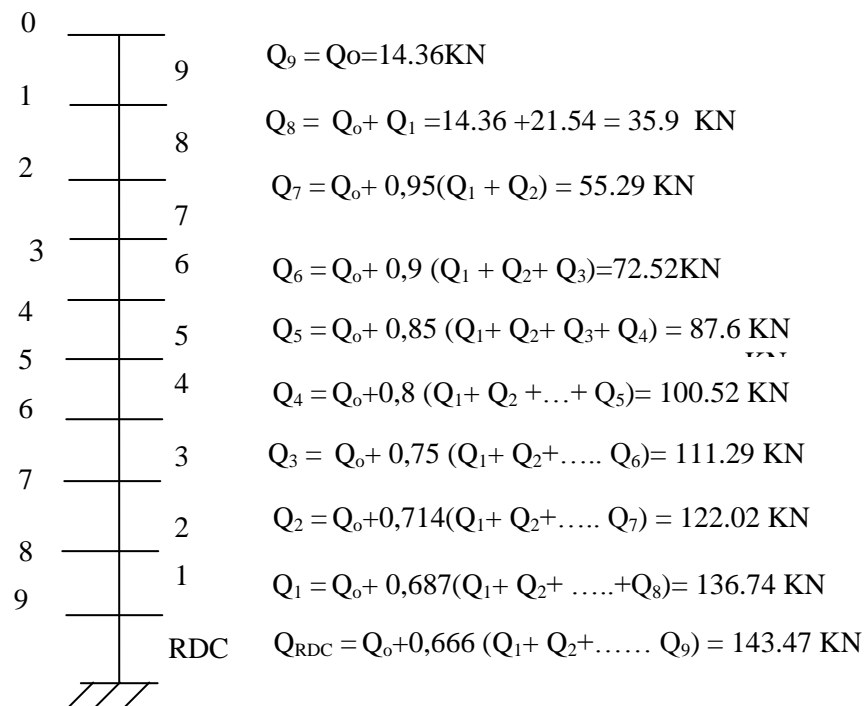 0
9 Q₉ = Qo=14.36KN
1
8 Q₈ = Qₒ+ Q₁ =14.36 +21.54 = 35.9 KN
2
7 Q₇ = Qₒ+ 0,95(Q₁ + Q₂) = 55.29 KN
3
6 Q₆ = Qₒ+ 0,9 (Q₁ + Q₂+ Q₃)=72.52KN
4
5 Q₅ = Qₒ+ 0,85 (Q₁+ Q₂+ Q₃+ Q₄) = 87.6 KN
5
4 Q₄ = Qₒ+0,8 (Q₁+ Q₂ +…+ Q₅)= 100.52 KN
6
3 Q₃ = Qₒ+ 0,75 (Q₁+ Q₂+….. Q₆)= 111.29 KN
7
2 Q₂ = Qₒ+0,714(Q₁+ Q₂+….. Q₇) = 122.02 KN
8
1 Q₁ = Qₒ+ 0,687(Q₁+ Q₂+ …..+Q₈)= 136.74 KN
9
RDC Q_RDC = Qₒ+0,666 (Q₁+ Q₂+…… Q₉) = 143.47 KN